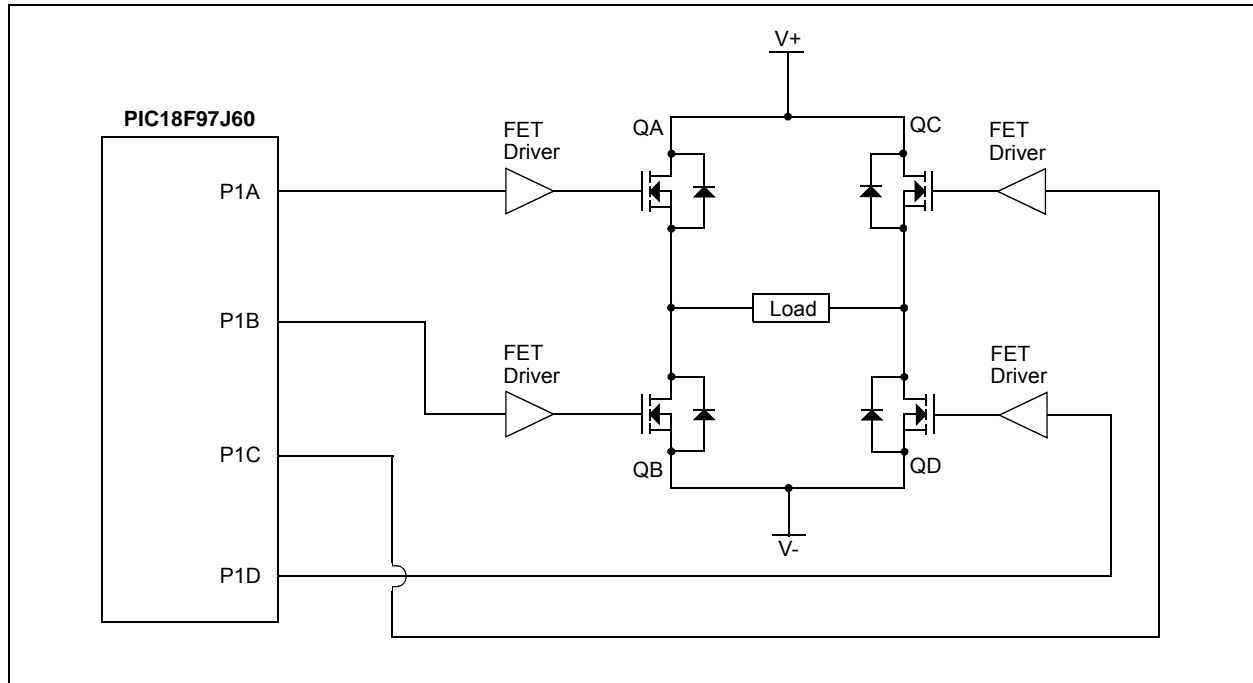 V+
PIC18F97J60
QA
QC
FET
Driver
FET
Driver
P1A
P1B
Load
FET
Driver
FET
Driver
P1C
QB
QD
V-
P1D